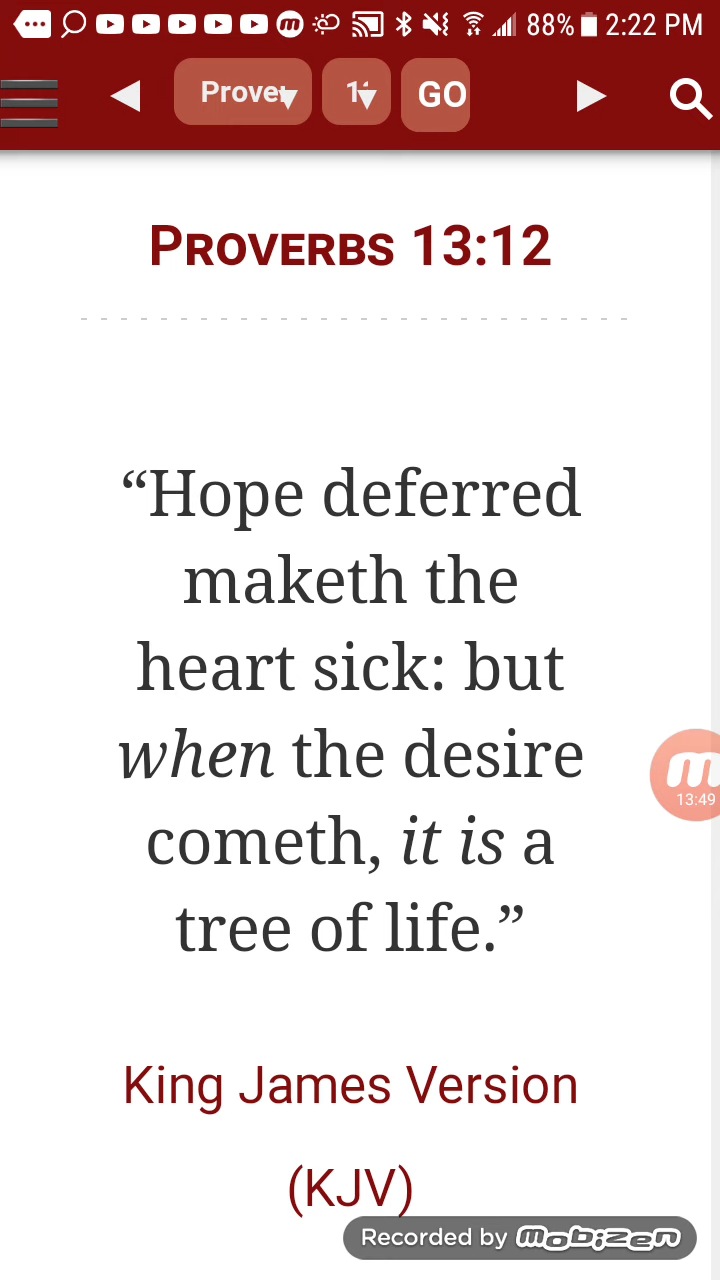 88% 2:22 PM
GO
PROVERBS 13:12
“Hope deferred
maketh the
heart sick: but
when the desire
cometh, it is a
tree of life.”
13:49
King James Version
(KJV)
Recorded by mobizen